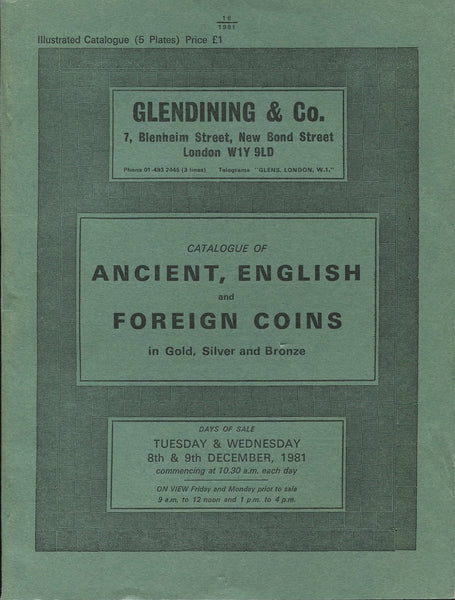 16
1981
Illustrated Catalogue (5 Plates) Price £1
GLENDINING & Co.
7, Blenheim Street, New Bond Street
London W1Y 9LD
Phone 01-493 2445 (3 lines) Telegrams "GLENS, LONDON, W.1."
CATALOGUE OF
ANCIENT, ENGLISH
and
FOREIGN COINS
in Gold, Silver and Bronze
DAYS OF SALE
TUESDAY & WEDNESDAY
8th & 9th DECEMBER, 1981
commencing at 10.30 a.m. each day
ON VIEW Friday and Monday prior to sale
9 a.m. to 12 noon and 1 p.m. to 4 p.m.